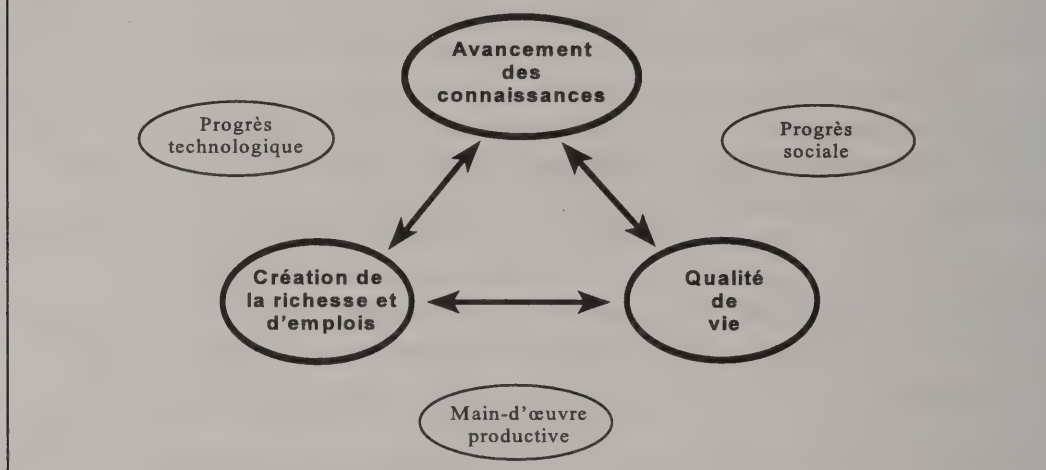 Avancement
des
connaissances
Progrès
technologique
Progrès
sociale
Création de
la richesse et
d'emplois
Qualité
de
vie
Main-d'œuvre
productive